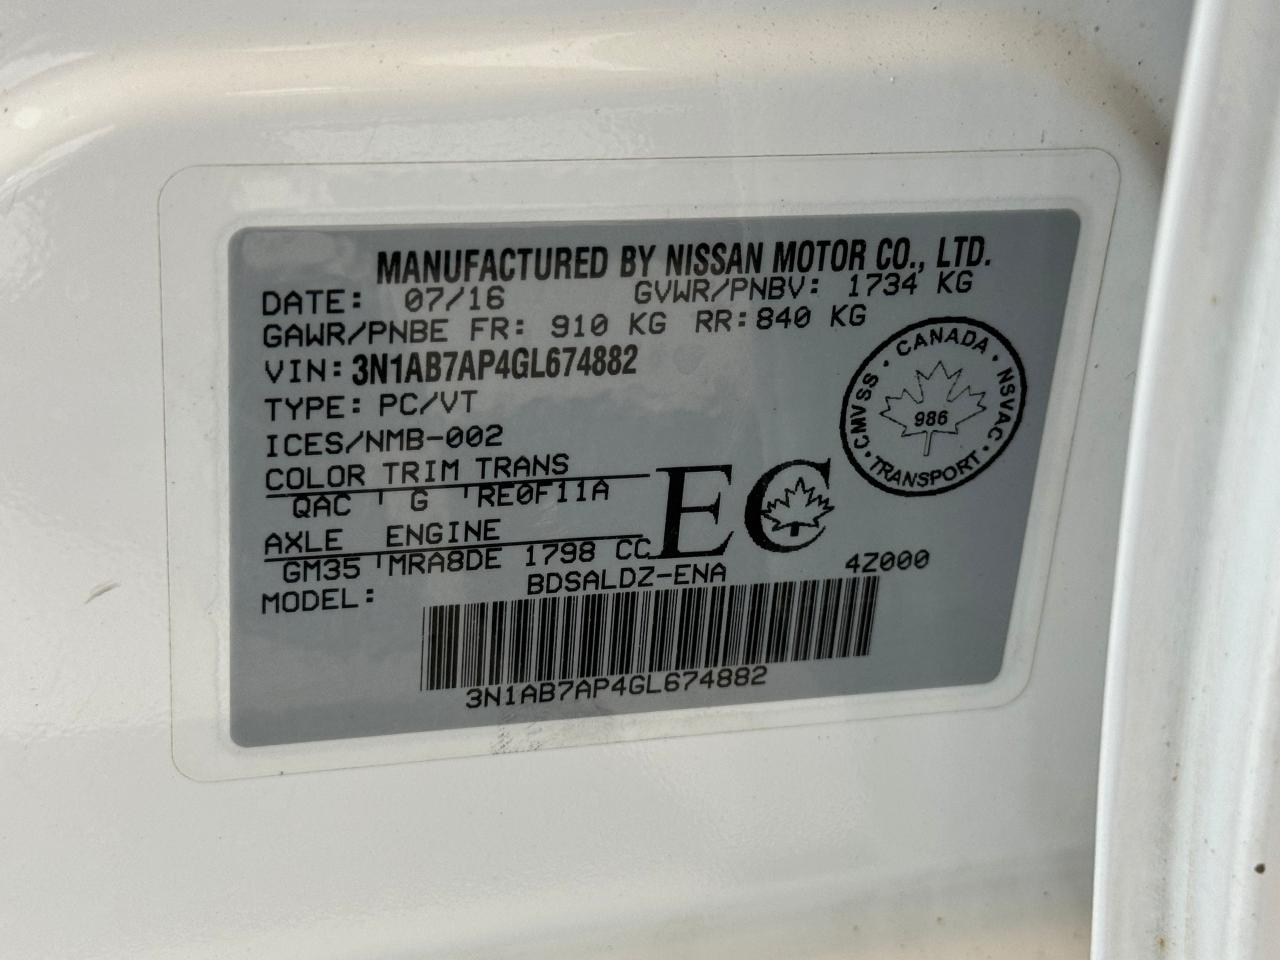 MANUFACTURED BY NISSAN MOTOR CO., LTD.
DATE: 07/16 GVWR/PNBV: 1734 KG
GAWR/PNBE FR: 910 KG RR: 840 KG
VIN: 3N1AB7AP4GL674882
TYPE: PC/VT
ICES/NMB-002
COLOR TRIM TRANS
QAC G RE0F11A
AXLE ENGINE
GM35 MRA8DE 1798 CC
MODEL: BDSALDZ-ENA 4Z000
3N1AB7AP4GL674882
EC
CANADA · NSVAC · TRANSPORT · CMVSS ·
986